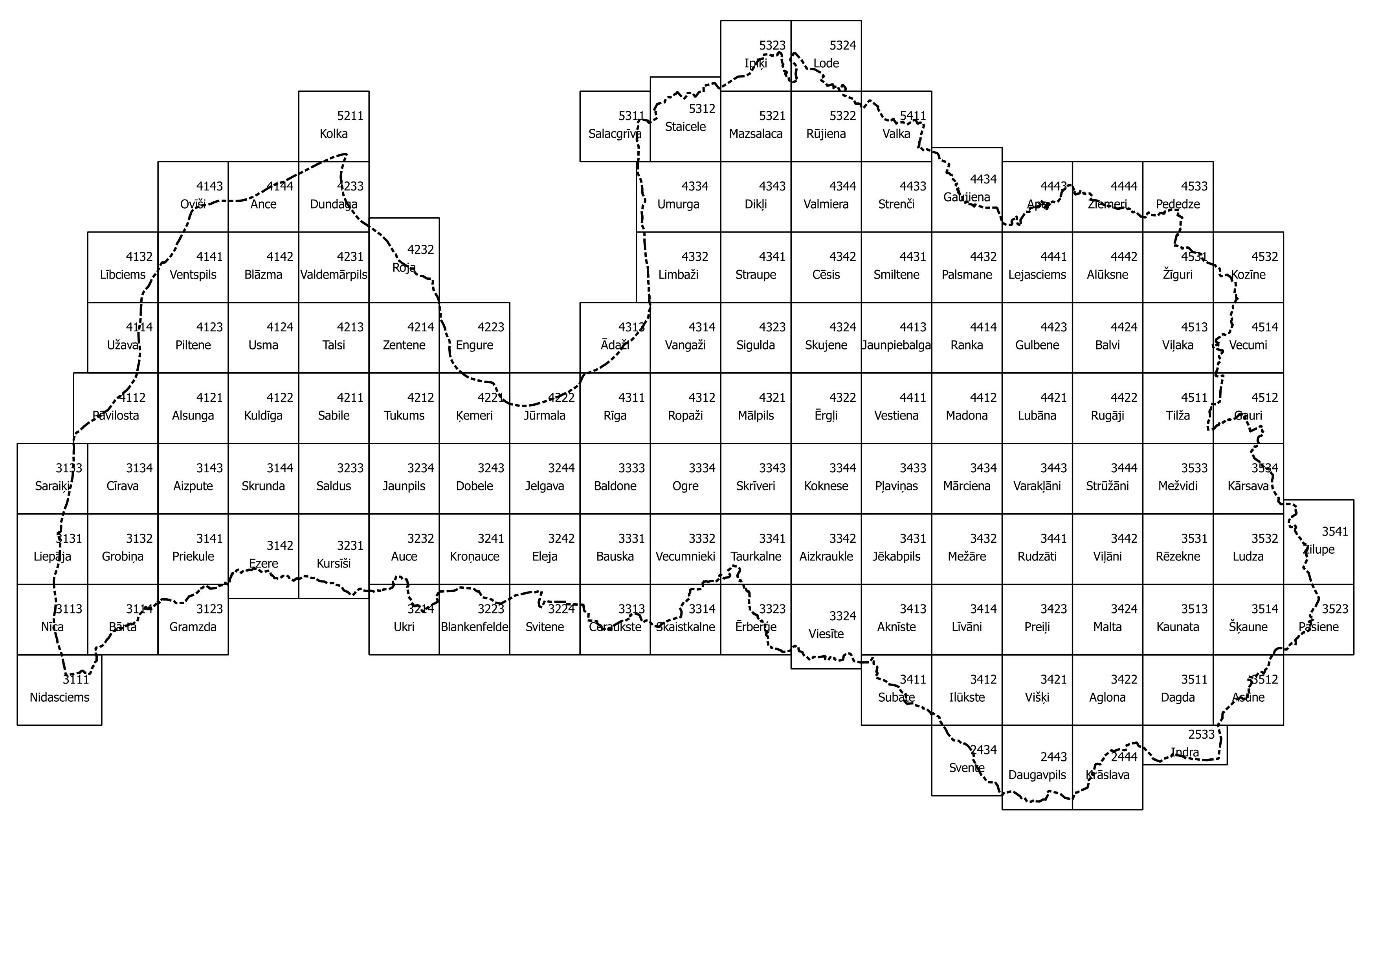 5323 5324
Ipiķi Lode
5211 5311 5312 5321 5322 5411
Kolka Salacgrīva Staicele Mazsalaca Rūjiena Valka
4143 4144 4233 4334 4343 4344 4433 4434 4443 4444 4533
Oviši Ance Dundaga Umurga Dikļi Valmiera Strenči Gaujiena Ape Ziemeri Pededze
4132 4141 4142 4231 4232 4332 4341 4342 4431 4432 4441 4442 4531 4532
Lībciems Ventspils Blāzma Valdemārpils Roja Limbaži Straupe Cēsis Smiltene Palsmane Lejasciems Alūksne Žīguri Kozīne
4114 4123 4124 4213 4214 4223 4313 4314 4323 4324 4413 4414 4423 4424 4513 4514
Užava Piltene Usma Talsi Zentene Engure Ādaži Vangaži Sigulda Skujene Jaunpiebalga Ranka Gulbene Balvi Viļaka Vecumi
4112 4121 4122 4211 4212 4221 4222 4311 4312 4321 4322 4411 4412 4421 4422 4511 4512
Pāvilosta Alsunga Kuldīga Sabile Tukums Ķemeri Jūrmala Rīga Ropaži Mālpils Ērgļi Vestiena Madona Lubāna Rugāji Tilža Gauri
3133 3134 3143 3144 3233 3234 3243 3244 3333 3334 3343 3344 3433 3434 3443 3444 3533 3534
Saraiķi Cīrava Aizpute Skrunda Saldus Jaunpils Dobele Jelgava Baldone Ogre Skrīveri Koknese Pļaviņas Mārciena Varakļāni Strūžāni Mežvidi Kārsava
3131 3132 3141 3142 3231 3232 3241 3242 3331 3332 3341 3342 3431 3432 3441 3442 3531 3532 3541
Liepāja Grobiņa Priekule Ezere Kursīši Auce Kroņauce Eleja Bauska Vecumnieki Taurkalne Aizkraukle Jēkabpils Mežāre Rudzāti Viļāni Rēzekne Ludza Zilupe
3113 3114 3123 3214 3223 3224 3313 3314 3323 3324 3413 3414 3423 3424 3513 3514 3523
Nīca Bārta Gramzda Ukri Blankenfelde Svitene Ceraukste Skaistkalne Ērberģe Viesīte Aknīste Līvāni Preiļi Malta Kaunata Šķaune Pasiene
3111 3411 3412 3421 3422 3511 3512
Nidasciems Subate Ilūkste Višķi Aglona Dagda Asūne
2434 2443 2444 2533
Svente Daugavpils Krāslava Indra